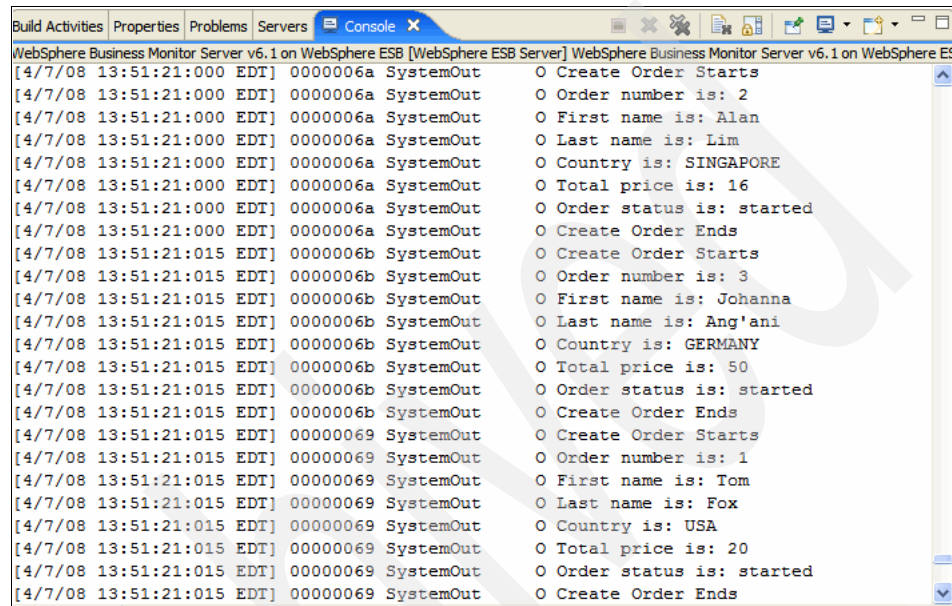 Build Activities Properties Problems Servers Console
WebSphere Business Monitor Server v6.1 on WebSphere ESB [WebSphere ESB Server] WebSphere Business Monitor Server v6.1 on WebSphere ES
[4/7/08 13:51:21:000 EDT] 0000006a SystemOut O Create Order Starts
[4/7/08 13:51:21:000 EDT] 0000006a SystemOut O Order number is: 2
[4/7/08 13:51:21:000 EDT] 0000006a SystemOut O First name is: Alan
[4/7/08 13:51:21:000 EDT] 0000006a SystemOut O Last name is: Lim
[4/7/08 13:51:21:000 EDT] 0000006a SystemOut O Country is: SINGAPORE
[4/7/08 13:51:21:000 EDT] 0000006a SystemOut O Total price is: 16
[4/7/08 13:51:21:000 EDT] 0000006a SystemOut O Order status is: started
[4/7/08 13:51:21:000 EDT] 0000006a SystemOut O Create Order Ends
[4/7/08 13:51:21:015 EDT] 0000006b SystemOut O Create Order Starts
[4/7/08 13:51:21:015 EDT] 0000006b SystemOut O Order number is: 3
[4/7/08 13:51:21:015 EDT] 0000006b SystemOut O First name is: Johanna
[4/7/08 13:51:21:015 EDT] 0000006b SystemOut O Last name is: Ang'ani
[4/7/08 13:51:21:015 EDT] 0000006b SystemOut O Country is: GERMANY
[4/7/08 13:51:21:015 EDT] 0000006b SystemOut O Total price is: 50
[4/7/08 13:51:21:015 EDT] 0000006b SystemOut O Order status is: started
[4/7/08 13:51:21:015 EDT] 0000006b SystemOut O Create Order Ends
[4/7/08 13:51:21:015 EDT] 00000069 SystemOut O Create Order Starts
[4/7/08 13:51:21:015 EDT] 00000069 SystemOut O Order number is: 1
[4/7/08 13:51:21:015 EDT] 00000069 SystemOut O First name is: Tom
[4/7/08 13:51:21:015 EDT] 00000069 SystemOut O Last name is: Fox
[4/7/08 13:51:21:015 EDT] 00000069 SystemOut O Country is: USA
[4/7/08 13:51:21:015 EDT] 00000069 SystemOut O Total price is: 20
[4/7/08 13:51:21:015 EDT] 00000069 SystemOut O Order status is: started
[4/7/08 13:51:21:015 EDT] 00000069 SystemOut O Create Order Ends